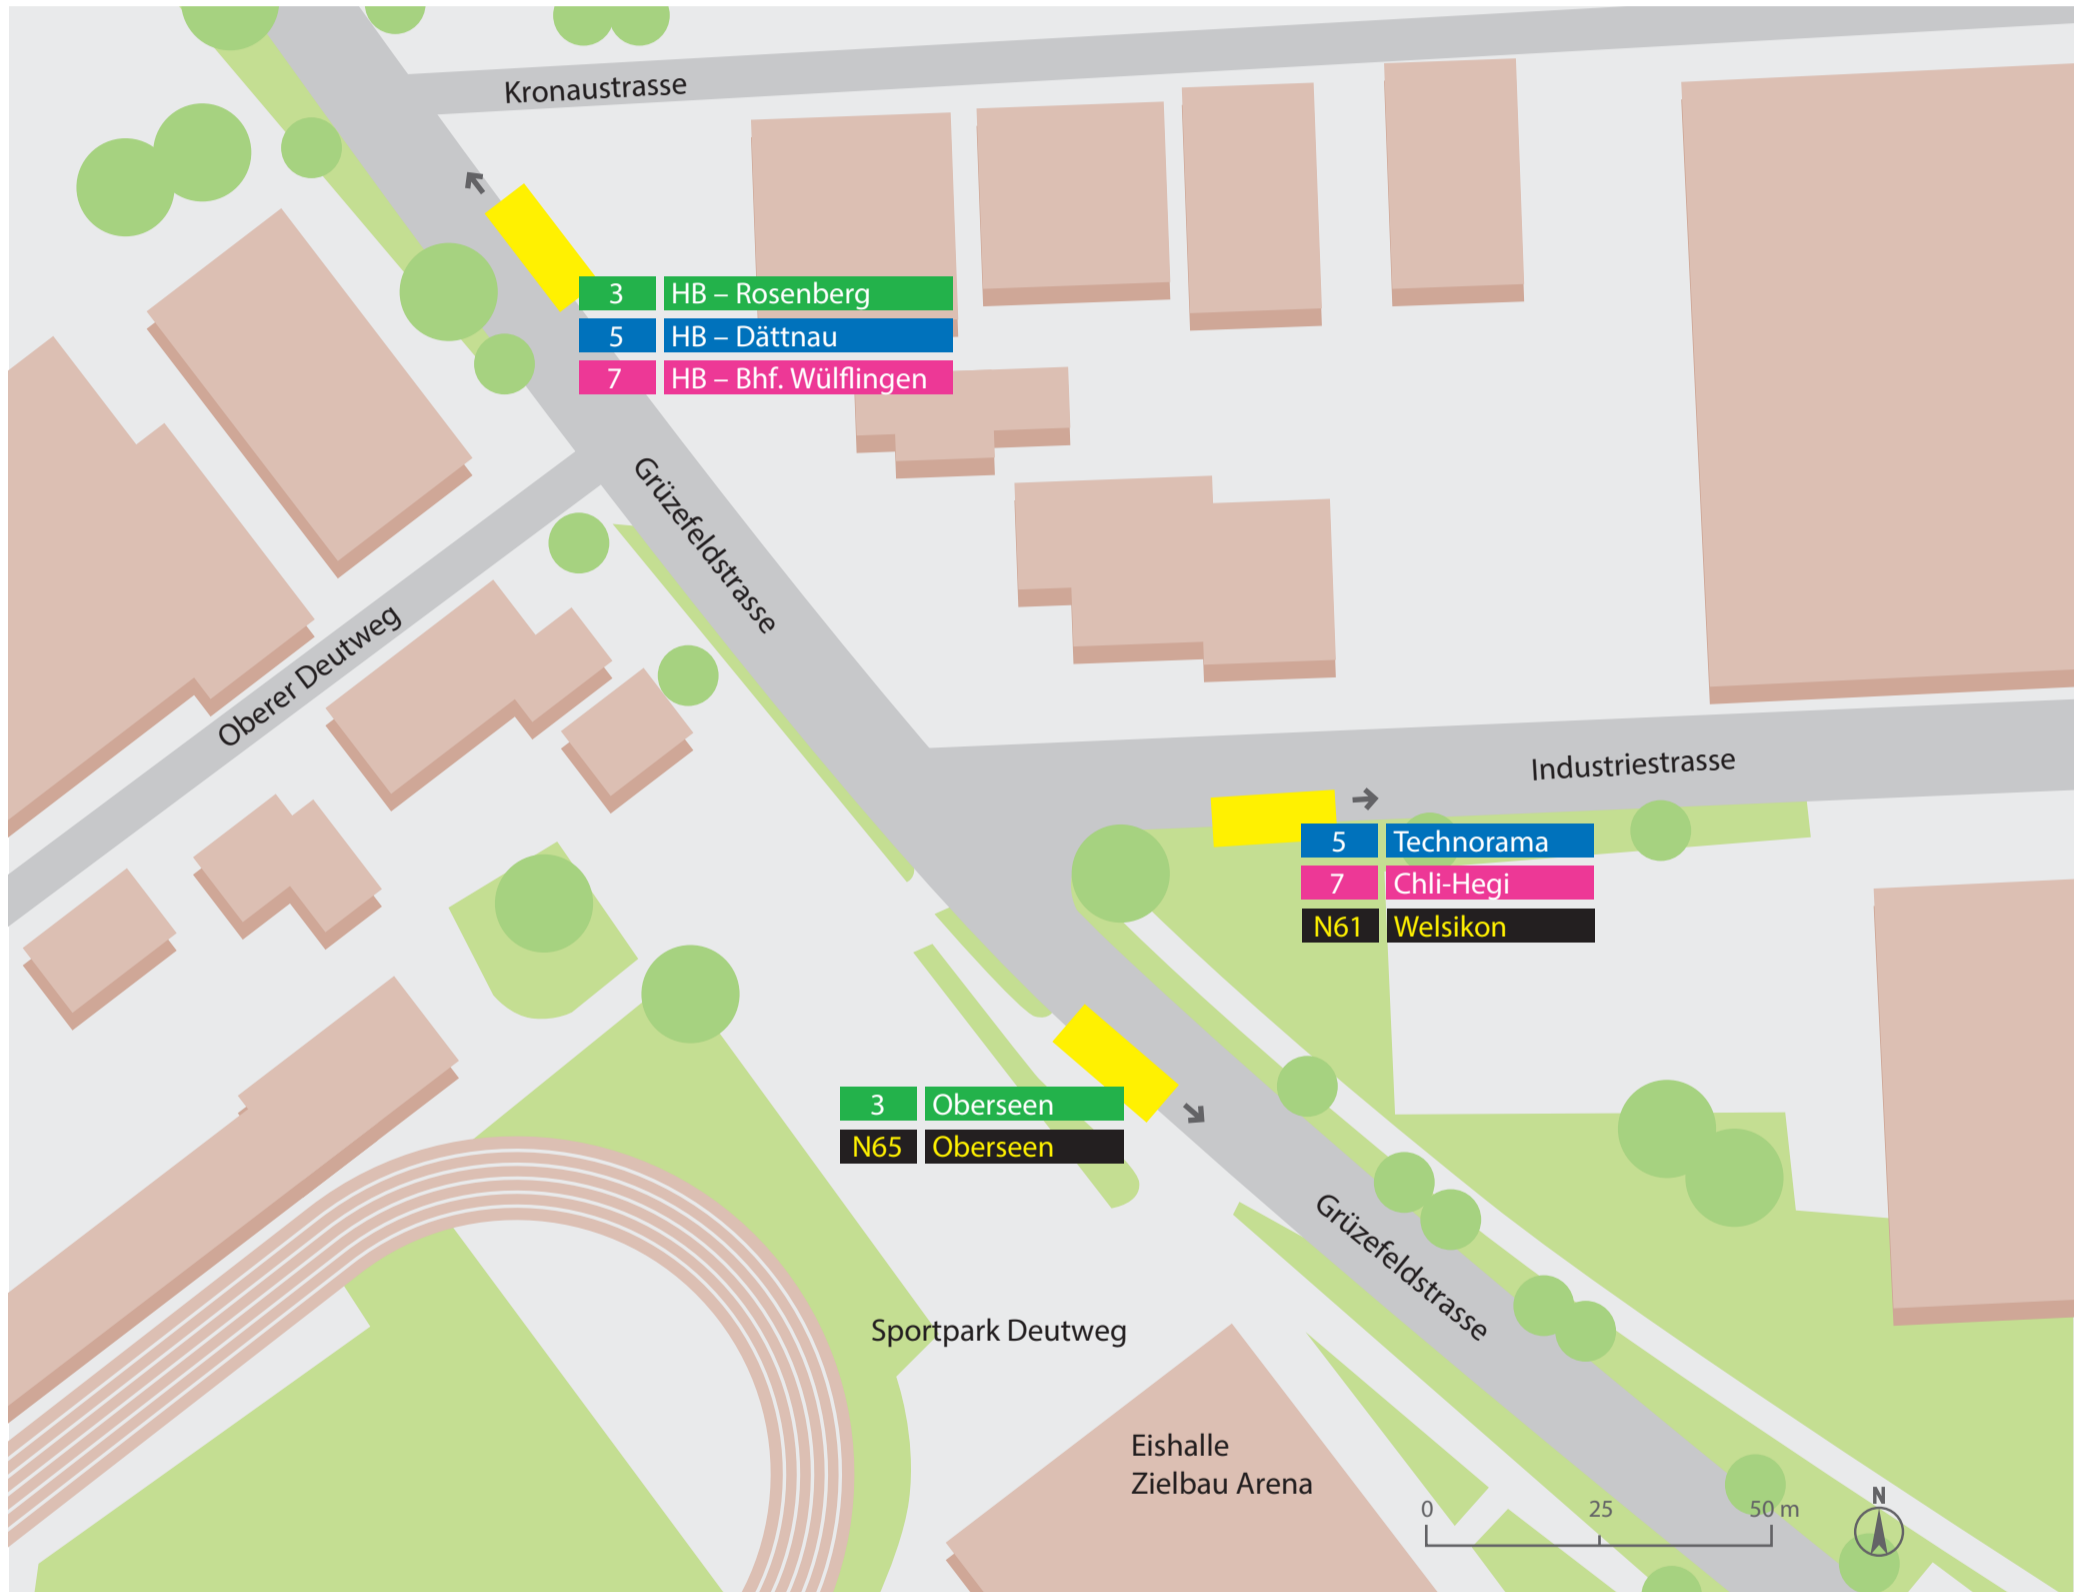 Kronaustrasse
3 HB – Rosenberg
5 HB – Dättnau
7 HB – Bhf. Wülflingen
Grüzefeldstrasse
Oberer Deutweg
Industriestrasse
5 Technorama
7 Chli-Hegi
N61 Welsikon
3 Oberseen
N65 Oberseen
Grüzefeldstrasse
Sportpark Deutweg
Eishalle
Zielbau Arena
0 25 50 m
N